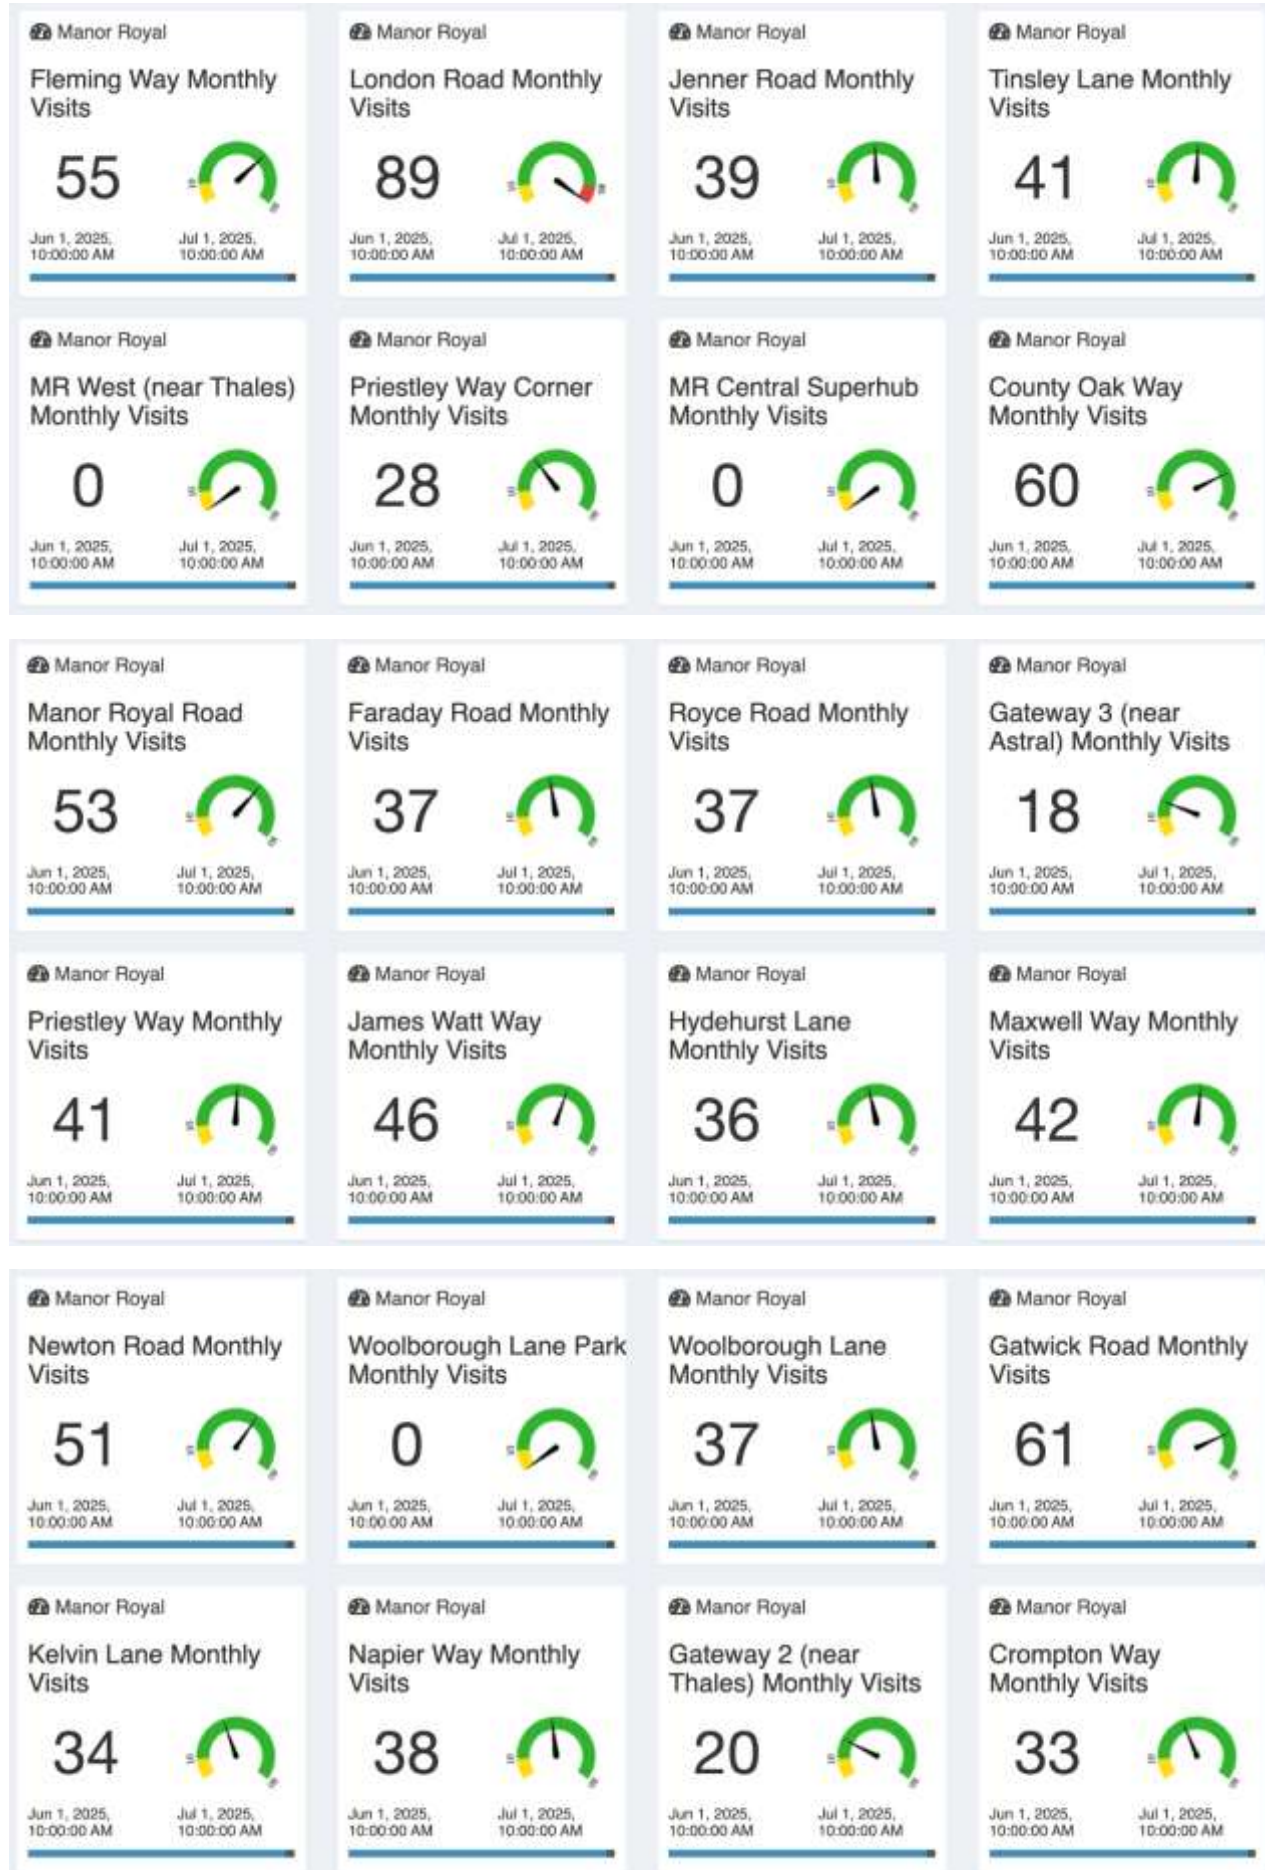 Manor Royal
Fleming Way Monthly
Visits
55
Jun 1, 2025,
10:00:00 AM
Jul 1, 2025,
10:00:00 AM
Manor Royal
London Road Monthly
Visits
89
Jun 1, 2025,
10:00:00 AM
Jul 1, 2025,
10:00:00 AM
Manor Royal
Jenner Road Monthly
Visits
39
Jun 1, 2025,
10:00:00 AM
Jul 1, 2025,
10:00:00 AM
Manor Royal
Tinsley Lane Monthly
Visits
41
Jun 1, 2025,
10:00:00 AM
Jul 1, 2025,
10:00:00 AM
Manor Royal
MR West (near Thales)
Monthly Visits
0
Jun 1, 2025,
10:00:00 AM
Jul 1, 2025,
10:00:00 AM
Manor Royal
Priestley Way Corner
Monthly Visits
28
Jun 1, 2025,
10:00:00 AM
Jul 1, 2025,
10:00:00 AM
Manor Royal
MR Central Superhub
Monthly Visits
0
Jun 1, 2025,
10:00:00 AM
Jul 1, 2025,
10:00:00 AM
Manor Royal
County Oak Way
Monthly Visits
60
Jun 1, 2025,
10:00:00 AM
Jul 1, 2025,
10:00:00 AM
Manor Royal
Manor Royal Road
Monthly Visits
53
Jun 1, 2025,
10:00:00 AM
Jul 1, 2025,
10:00:00 AM
Manor Royal
Faraday Road Monthly
Visits
37
Jun 1, 2025,
10:00:00 AM
Jul 1, 2025,
10:00:00 AM
Manor Royal
Royce Road Monthly
Visits
37
Jun 1, 2025,
10:00:00 AM
Jul 1, 2025,
10:00:00 AM
Manor Royal
Gateway 3 (near
Astral) Monthly Visits
18
Jun 1, 2025,
10:00:00 AM
Jul 1, 2025,
10:00:00 AM
Manor Royal
Priestley Way Monthly
Visits
41
Jun 1, 2025,
10:00:00 AM
Jul 1, 2025,
10:00:00 AM
Manor Royal
James Watt Way
Monthly Visits
46
Jun 1, 2025,
10:00:00 AM
Jul 1, 2025,
10:00:00 AM
Manor Royal
Hydehurst Lane
Monthly Visits
36
Jun 1, 2025,
10:00:00 AM
Jul 1, 2025,
10:00:00 AM
Manor Royal
Maxwell Way Monthly
Visits
42
Jun 1, 2025,
10:00:00 AM
Jul 1, 2025,
10:00:00 AM
Manor Royal
Newton Road Monthly
Visits
51
Jun 1, 2025,
10:00:00 AM
Jul 1, 2025,
10:00:00 AM
Manor Royal
Woolborough Lane Park
Monthly Visits
0
Jun 1, 2025,
10:00:00 AM
Jul 1, 2025,
10:00:00 AM
Manor Royal
Woolborough Lane
Monthly Visits
37
Jun 1, 2025,
10:00:00 AM
Jul 1, 2025,
10:00:00 AM
Manor Royal
Gatwick Road Monthly
Visits
61
Jun 1, 2025,
10:00:00 AM
Jul 1, 2025,
10:00:00 AM
Manor Royal
Kelvin Lane Monthly
Visits
34
Jun 1, 2025,
10:00:00 AM
Jul 1, 2025,
10:00:00 AM
Manor Royal
Napier Way Monthly
Visits
38
Jun 1, 2025,
10:00:00 AM
Jul 1, 2025,
10:00:00 AM
Manor Royal
Gateway 2 (near
Thales) Monthly Visits
20
Jun 1, 2025,
10:00:00 AM
Jul 1, 2025,
10:00:00 AM
Manor Royal
Crompton Way
Monthly Visits
33
Jun 1, 2025,
10:00:00 AM
Jul 1, 2025,
10:00:00 AM